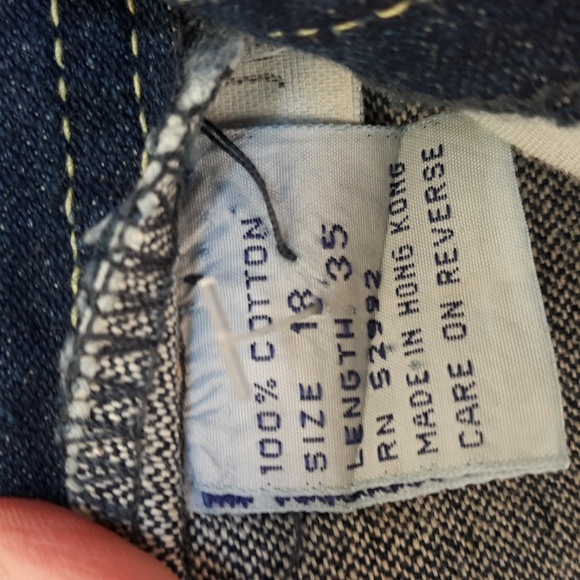 100% COTTON
SIZE 18
LENGTH 35
RN 52992
MADE IN HONG KONG
CARE ON REVERSE